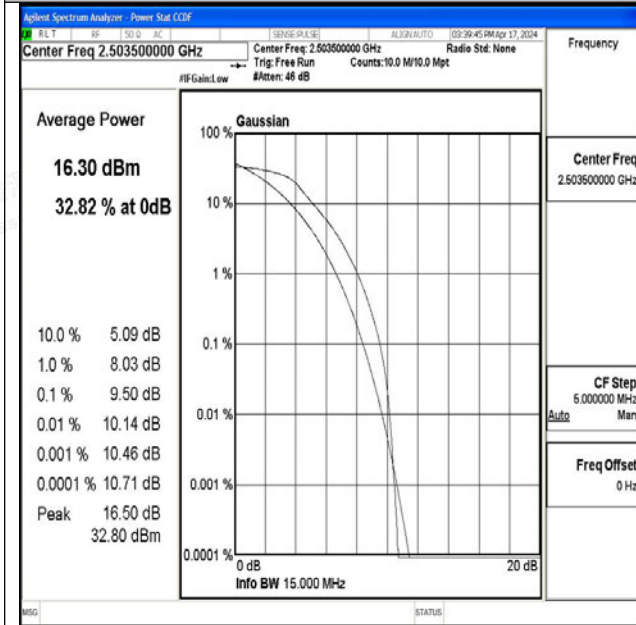 Agilent Spectrum Analyzer - Power Stat CCDF
RLT RF 50 Ω AC SENSE:PULSE ALIGNAUTO 03:39:45 PM Apr 17, 2024
Center Freq 2.503500000 GHz
Center Freq: 2.503500000 GHz Radio Std: None
Trig: Free Run Counts:10.0 M/10.0 Mpt
#IFGain:Low #Atten: 46 dB
Frequency
Average Power
16.30 dBm
32.82 % at 0dB
10.0 % 5.09 dB
1.0 % 8.03 dB
0.1 % 9.50 dB
0.01 % 10.14 dB
0.001 % 10.46 dB
0.0001 % 10.71 dB
Peak 16.50 dB
32.80 dBm
Gaussian
100 %
10 %
1 %
0.1 %
0.01 %
0.001 %
0.0001 %
0 dB 20 dB
Info BW 15.000 MHz
Center Freq
2.503500000 GHz
CF Step
5.000000 MHz
Auto Man
Freq Offset
0 Hz
MSG STATUS